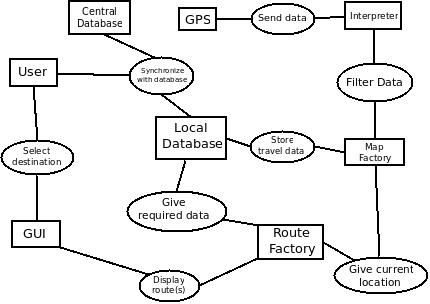 Central
Database
GPS
Send data
Interpreter
User
Synchronize
with database
Filter Data
Local
Database
Store
travel data
Map
Factory
Select
destination
Give
required data
GUI
Route
Factory
Display
route(s)
Give current
location